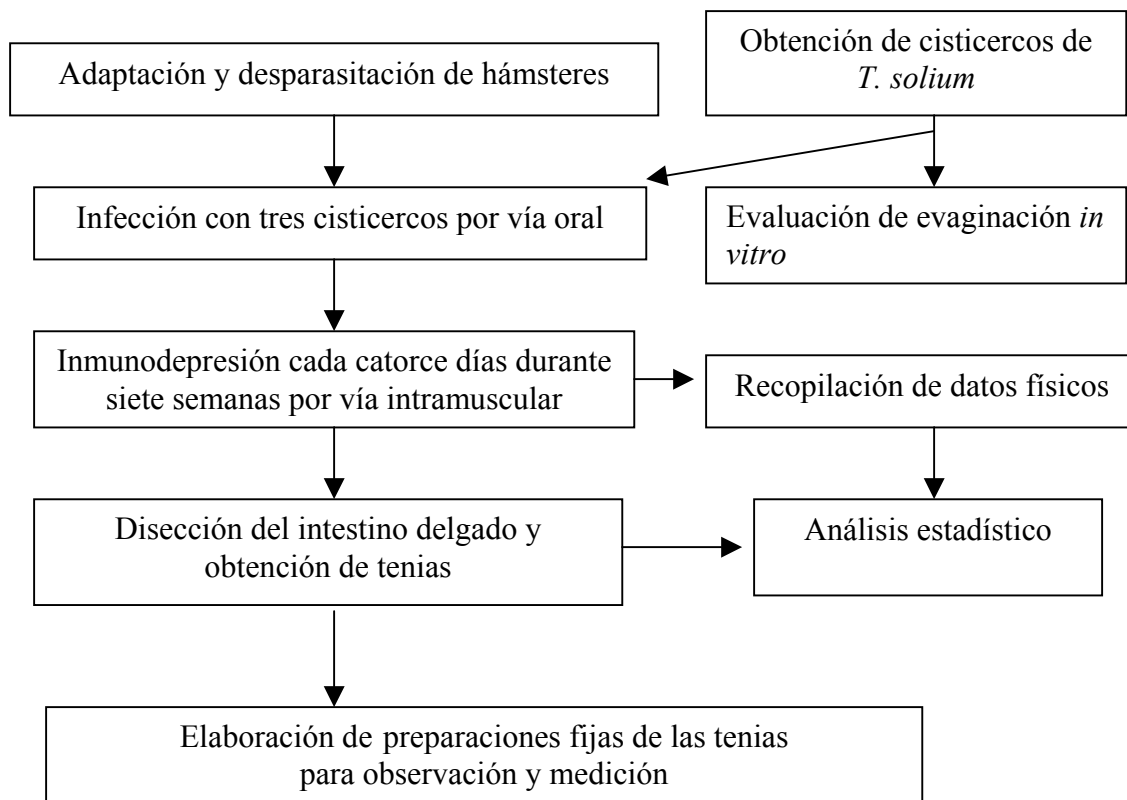 Adaptación y desparasitación de hámsteres
Obtención de cisticercos de
T. solium
Infección con tres cisticercos por vía oral
Evaluación de evaginación in
vitro
Inmunodepresión cada catorce días durante
siete semanas por vía intramuscular
Recopilación de datos físicos
Disección del intestino delgado y
obtención de tenias
Análisis estadístico
Elaboración de preparaciones fijas de las tenias
para observación y medición